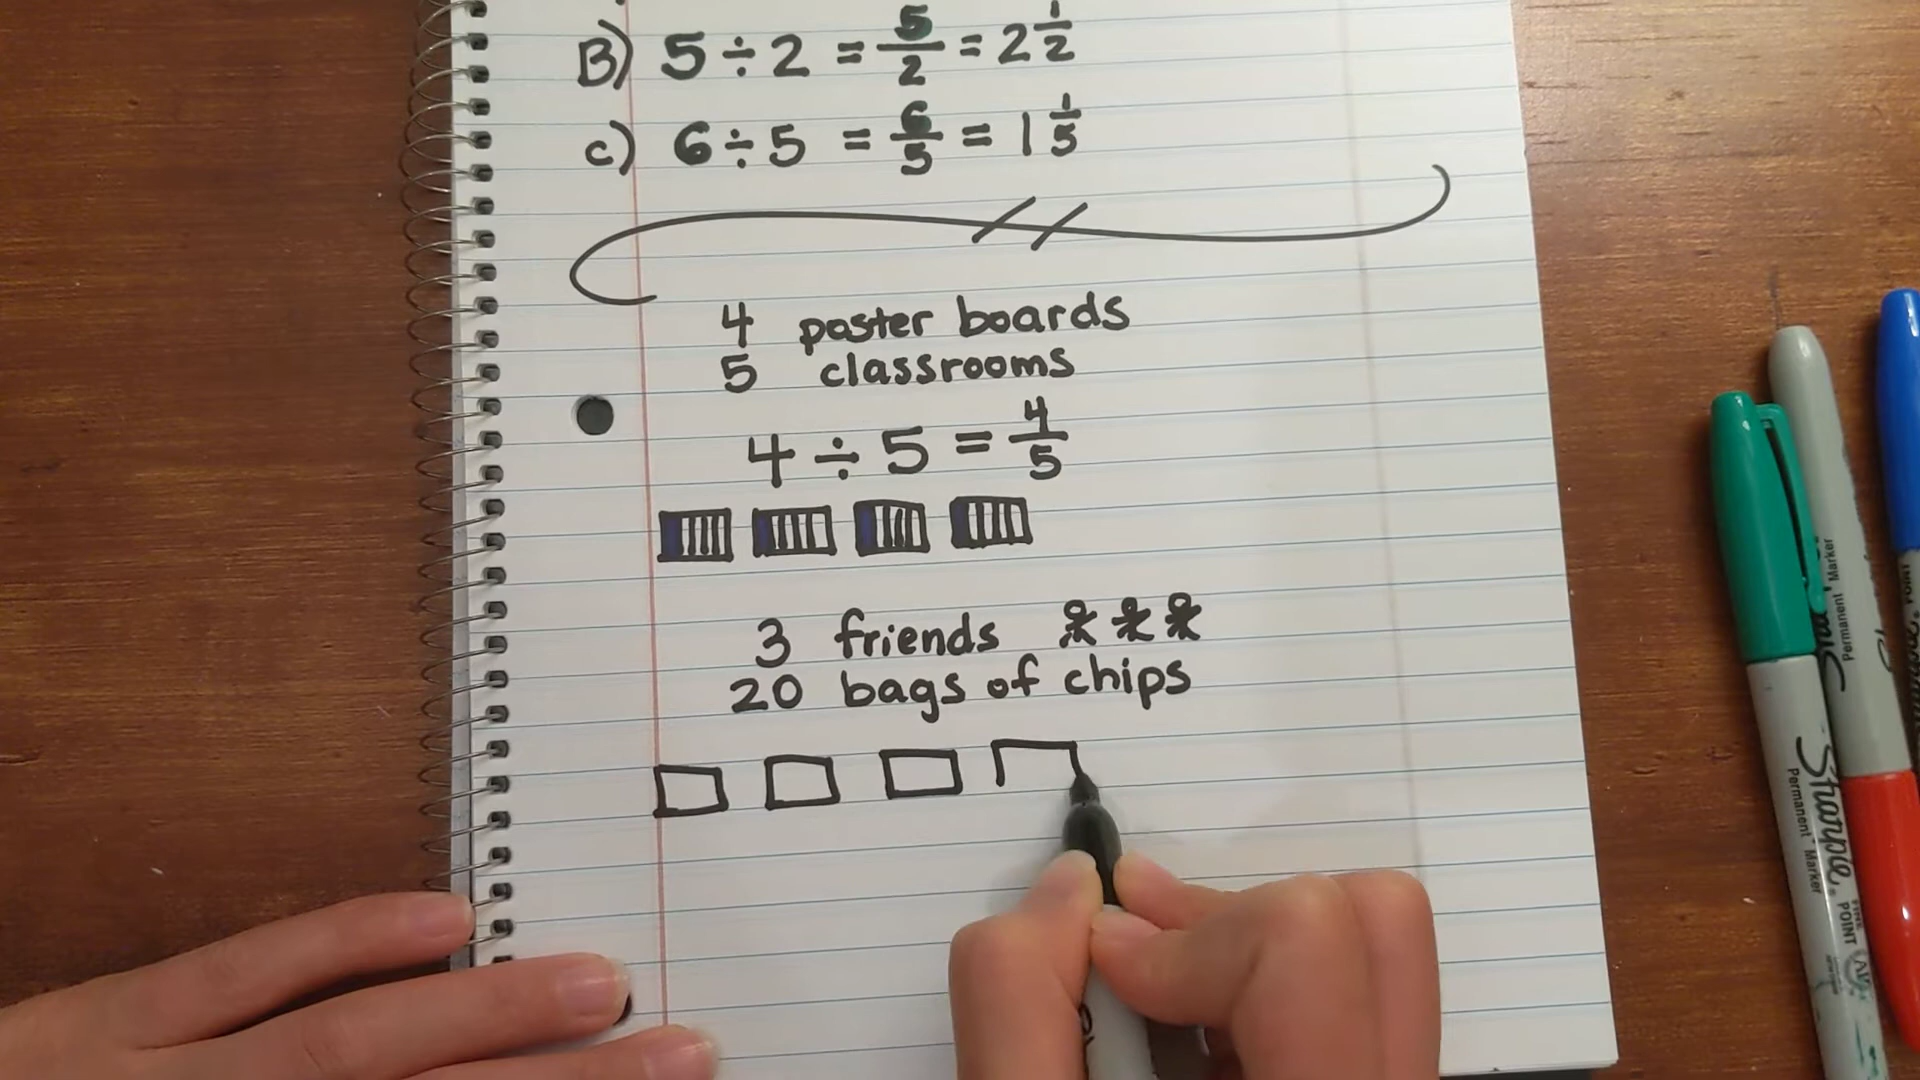 B) 5 ÷ 2 = 5/2 = 2 1/2
c) 6 ÷ 5 = 6/5 = 1 1/5
4 poster boards
5 classrooms
4 ÷ 5 = 4/5
3 friends
20 bags of chips
Sharpie
Permanent Marker
FINE POINT
Permanent Marker